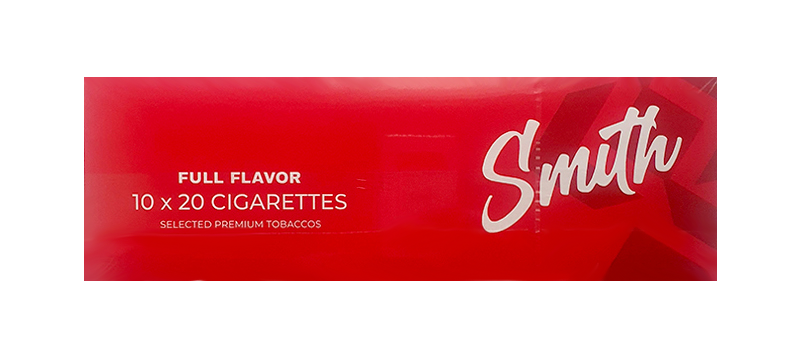 FULL FLAVOR
10 x 20 CIGARETTES
SELECTED PREMIUM TOBACCOS
Smith